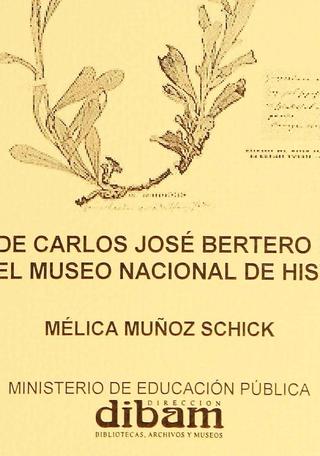 DE CARLOS JOSÉ BERTERO
EL MUSEO NACIONAL DE HIS
MÉLICA MUÑOZ SCHICK
MINISTERIO DE EDUCACIÓN PÚBLICA
DIRECCION
dibam
BIBLIOTECAS, ARCHIVOS Y MUSEOS